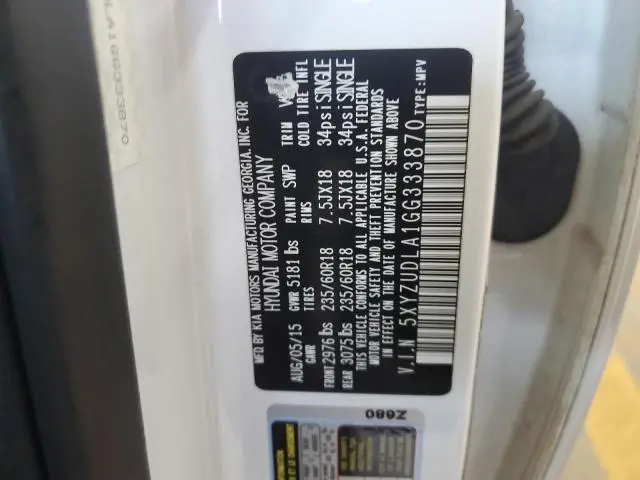 MFD BY KIA MOTORS MANUFACTURING GEORGIA, INC. FOR
HYUNDAI MOTOR COMPANY
AUG/05/15 GVWR 5181 lbs PAINT SWP TRIM
GAWR TIRES RIMS COLD TIRE INFL
FRONT 2976 lbs 235/60R18 7.5JX18 34psi SINGLE
REAR 3075 lbs 235/60R18 7.5JX18 34psi SINGLE
THIS VEHICLE CONFORMS TO ALL APPLICABLE U.S.A. FEDERAL
MOTOR VEHICLE SAFETY AND THEFT PREVENTION STANDARDS
IN EFFECT ON THE DATE OF MANUFACTURE SHOWN ABOVE
V.I.N 5XYZUDLA1GG333870 TYPE:MPV
Z680